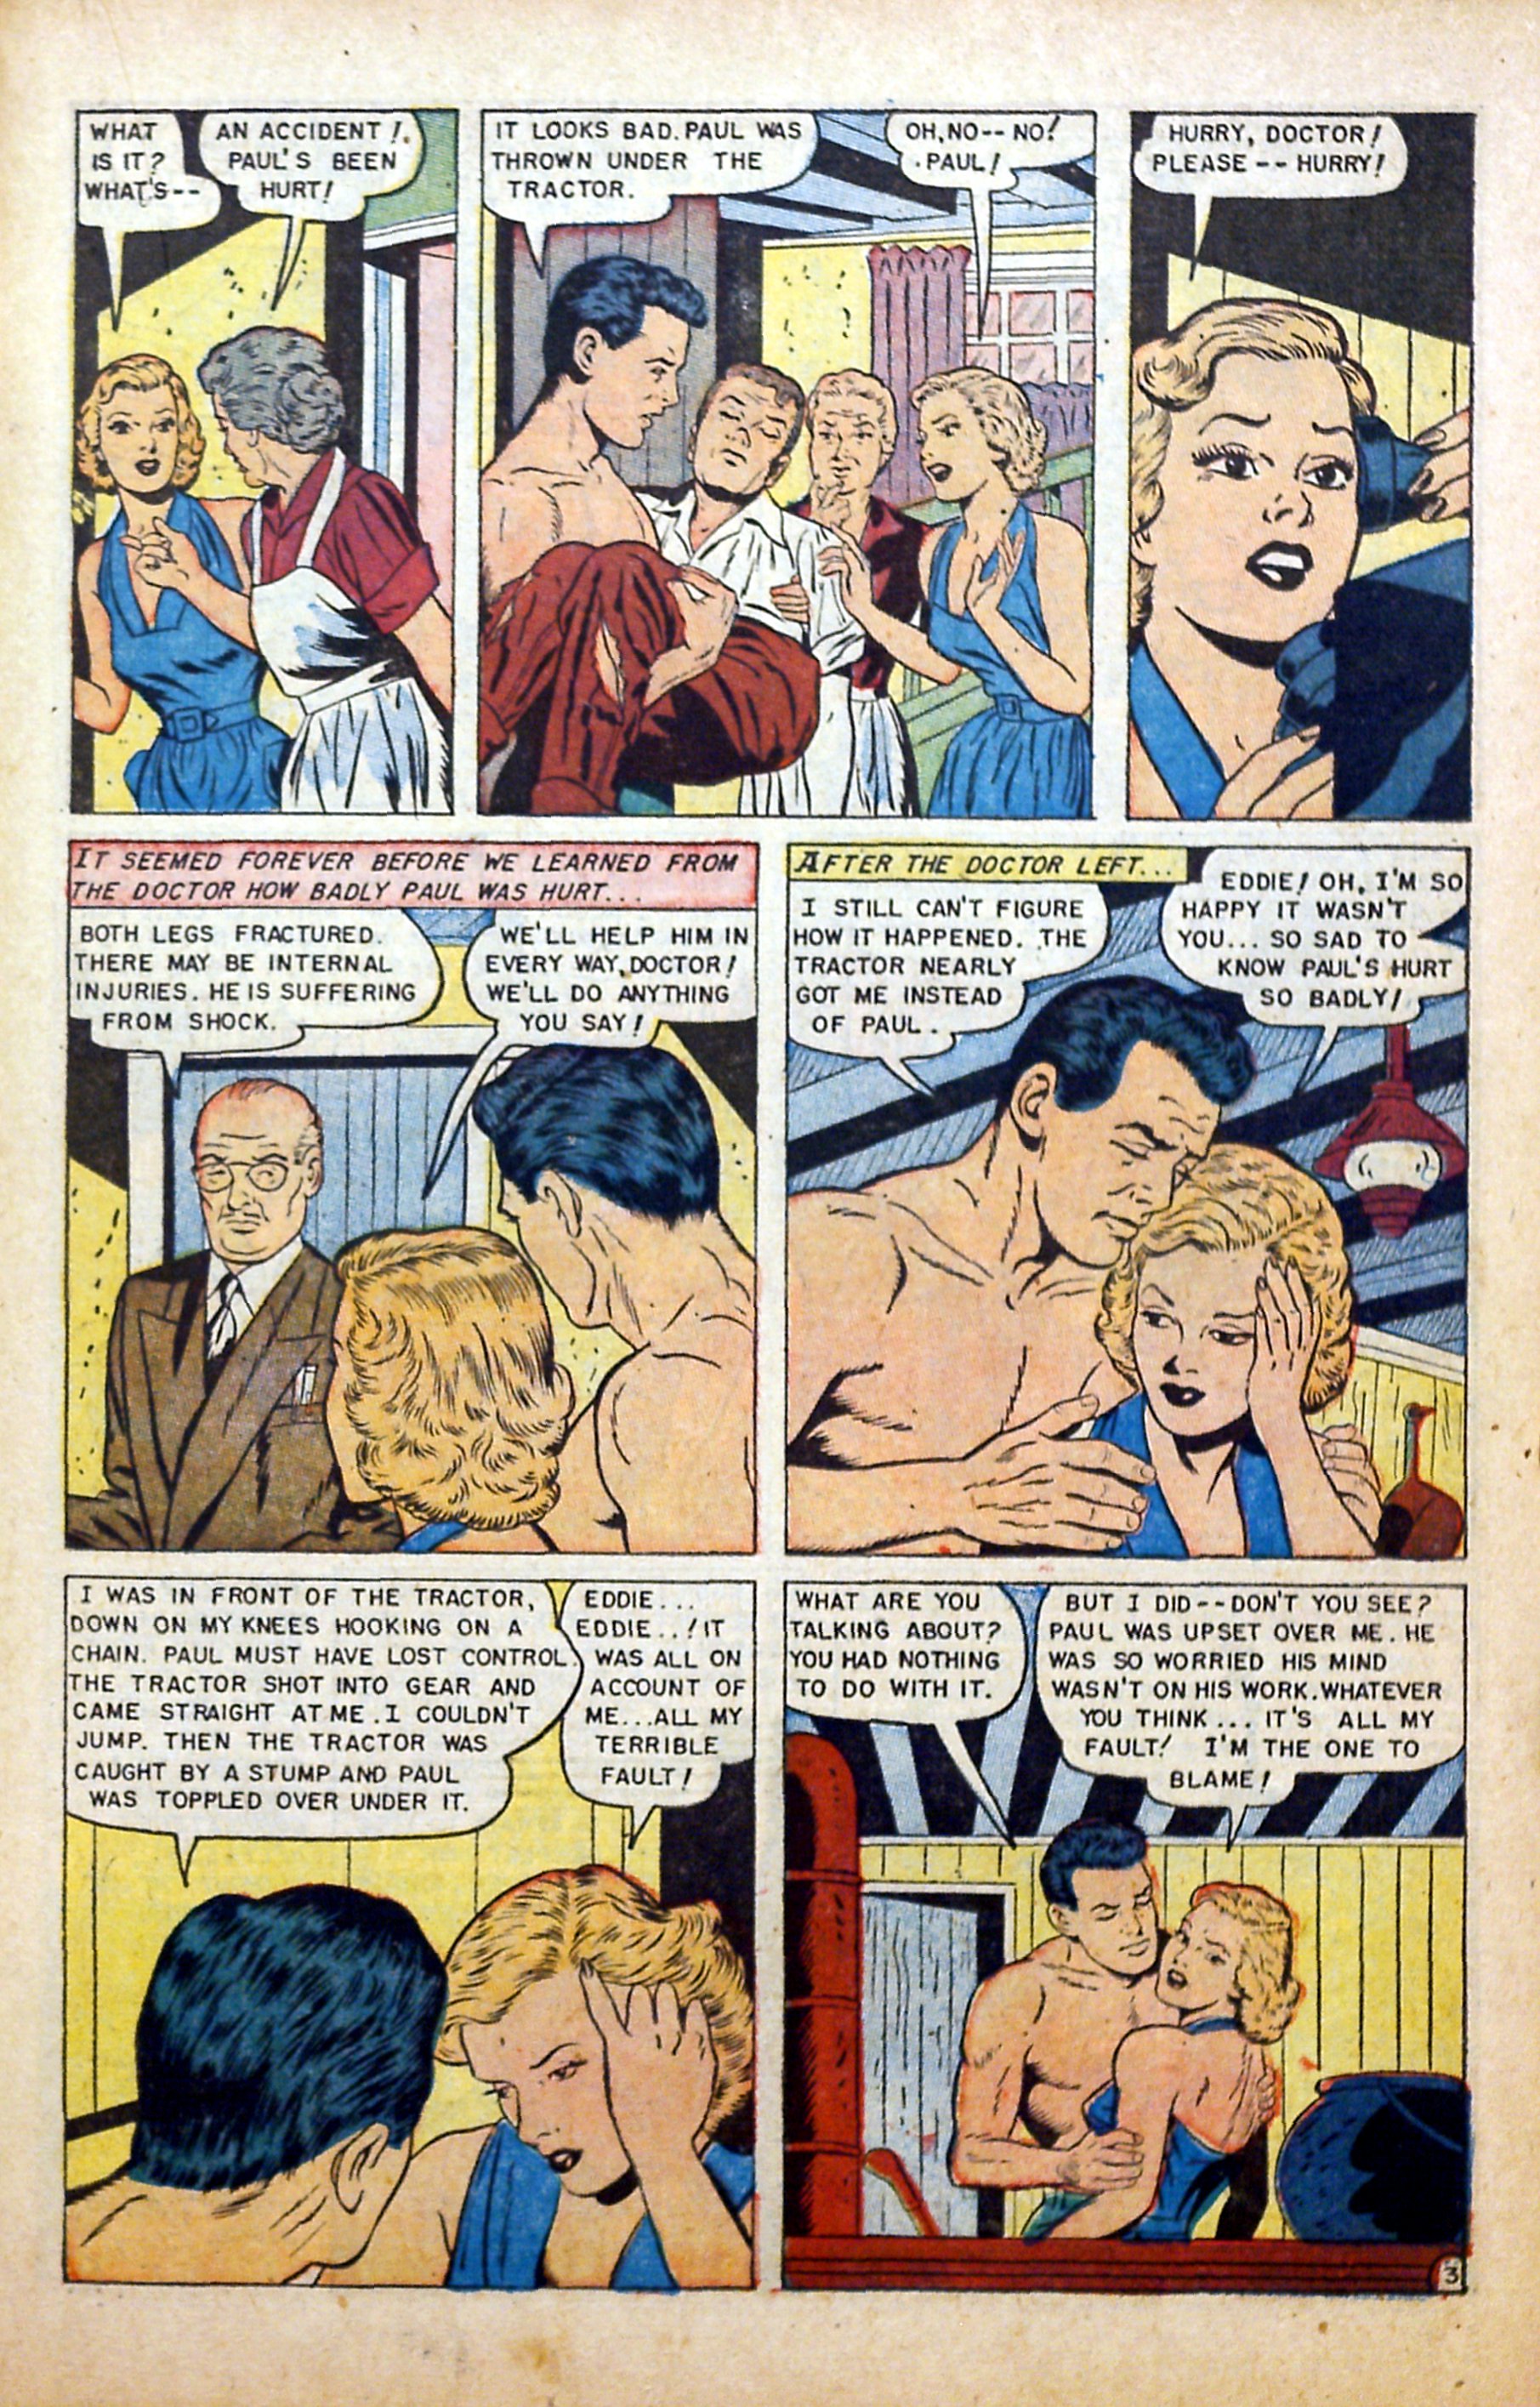 WHAT
IS IT?
WHAT'S--
AN ACCIDENT!
PAUL'S BEEN
HURT!
IT LOOKS BAD. PAUL WAS
THROWN UNDER THE
TRACTOR.
OH, NO-- NO!
PAUL!
HURRY, DOCTOR!
PLEASE -- HURRY!
IT SEEMED FOREVER BEFORE WE LEARNED FROM
THE DOCTOR HOW BADLY PAUL WAS HURT...
BOTH LEGS FRACTURED.
THERE MAY BE INTERNAL
INJURIES. HE IS SUFFERING
FROM SHOCK.
WE'LL HELP HIM IN
EVERY WAY, DOCTOR!
WE'LL DO ANYTHING
YOU SAY!
AFTER THE DOCTOR LEFT...
I STILL CAN'T FIGURE
HOW IT HAPPENED. THE
TRACTOR NEARLY
GOT ME INSTEAD
OF PAUL.
EDDIE! OH, I'M SO
HAPPY IT WASN'T
YOU... SO SAD TO
KNOW PAUL'S HURT
SO BADLY!
I WAS IN FRONT OF THE TRACTOR,
DOWN ON MY KNEES HOOKING ON A
CHAIN. PAUL MUST HAVE LOST CONTROL.
THE TRACTOR SHOT INTO GEAR AND
CAME STRAIGHT AT ME. I COULDN'T
JUMP. THEN THE TRACTOR WAS
CAUGHT BY A STUMP AND PAUL
WAS TOPPLED OVER UNDER IT.
EDDIE...
EDDIE..! IT
WAS ALL ON
ACCOUNT OF
ME...ALL MY
TERRIBLE
FAULT!
WHAT ARE YOU
TALKING ABOUT?
YOU HAD NOTHING
TO DO WITH IT.
BUT I DID -- DON'T YOU SEE?
PAUL WAS UPSET OVER ME. HE
WAS SO WORRIED HIS MIND
WASN'T ON HIS WORK. WHATEVER
YOU THINK... IT'S ALL MY
FAULT! I'M THE ONE TO
BLAME!
3